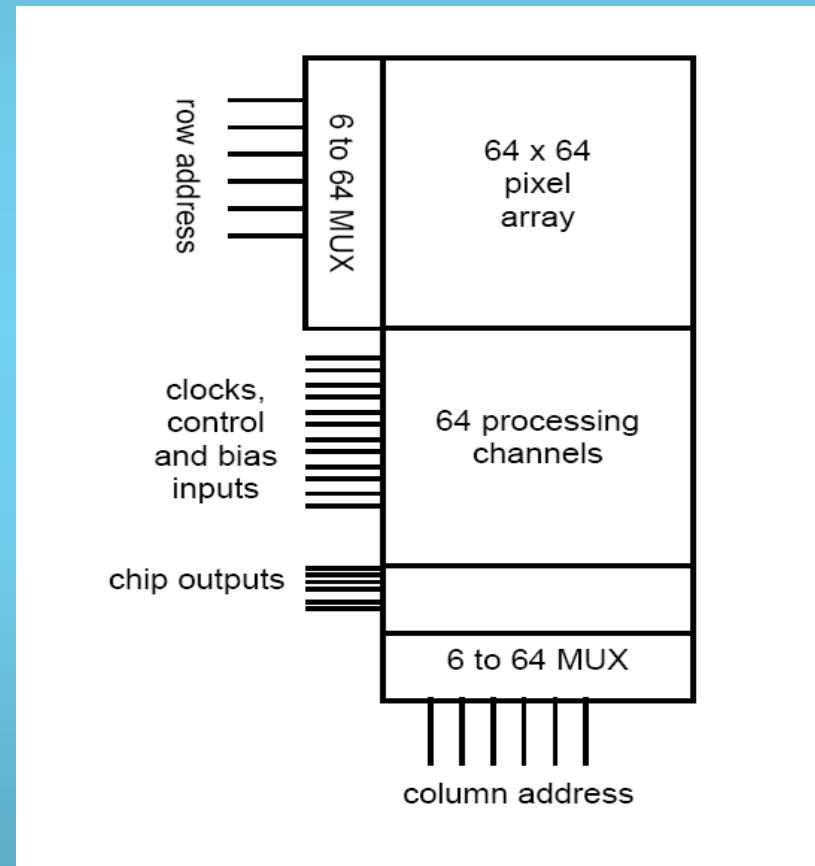 row address
6 to 64 MUX
64 x 64
pixel
array
clocks,
control
and bias
inputs
64 processing
channels
chip outputs
6 to 64 MUX
column address